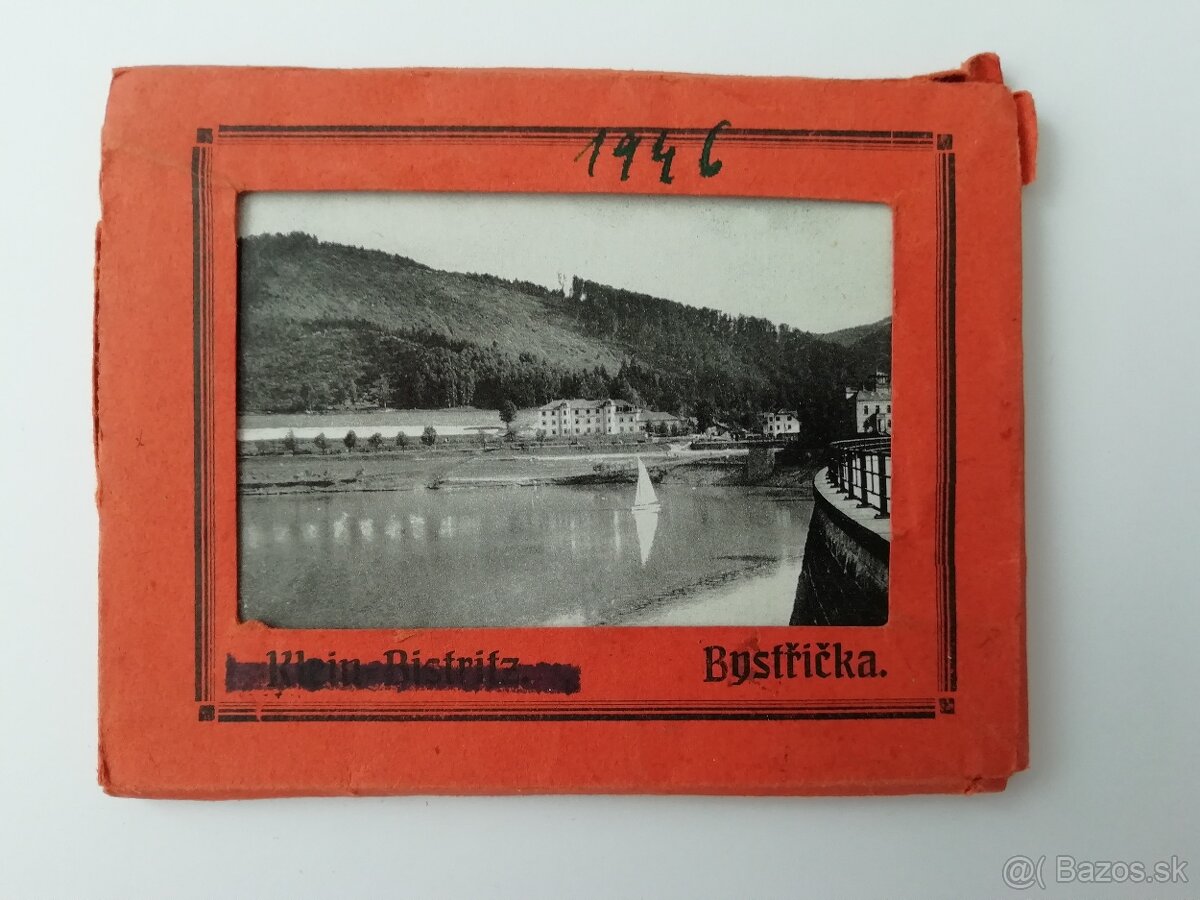 1946
Klein-Bistritz. Bystřička.
@( Bazos.sk